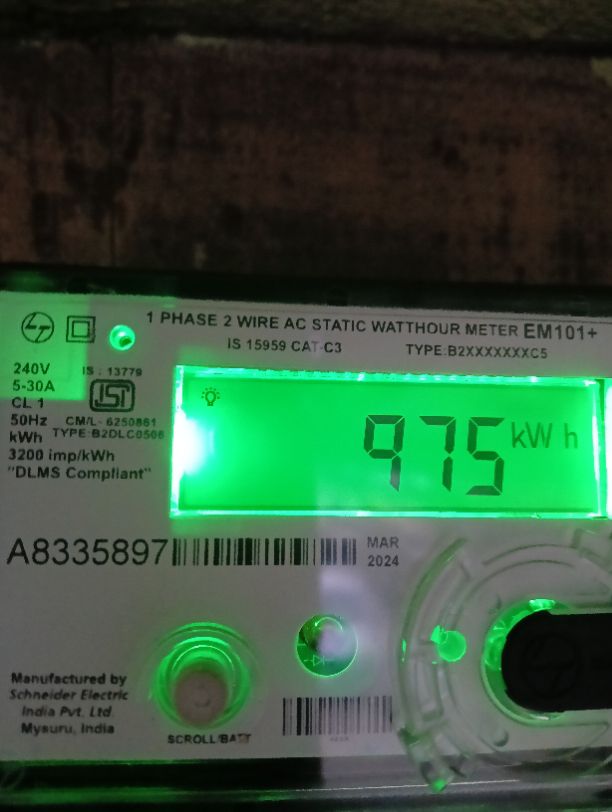 1 PHASE 2 WIRE AC STATIC WATTHOUR METER EM101+
IS 15959 CAT-C3 TYPE:B2XXXXXXXC5
240V IS : 13779
5-30A
CL 1
50Hz CM/L- 6250861
kWh TYPE:B2DLC0506
3200 imp/kWh
"DLMS Compliant"
975 kWh
A8335897
MAR
2024
Manufactured by
Schneider Electric
India Pvt. Ltd.
Mysuru, India
SCROLL/BATT